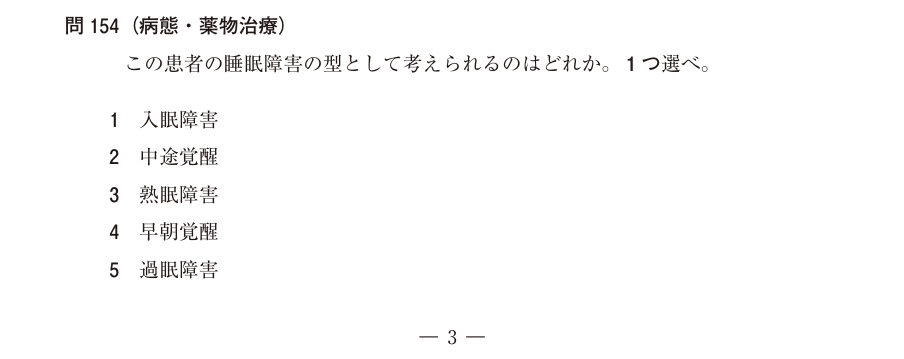 問 154（病態・薬物治療）
この患者の睡眠障害の型として考えられるのはどれか。1つ選べ。
1　入眠障害
2　中途覚醒
3　熟眠障害
4　早朝覚醒
5　過眠障害
― 3 ―